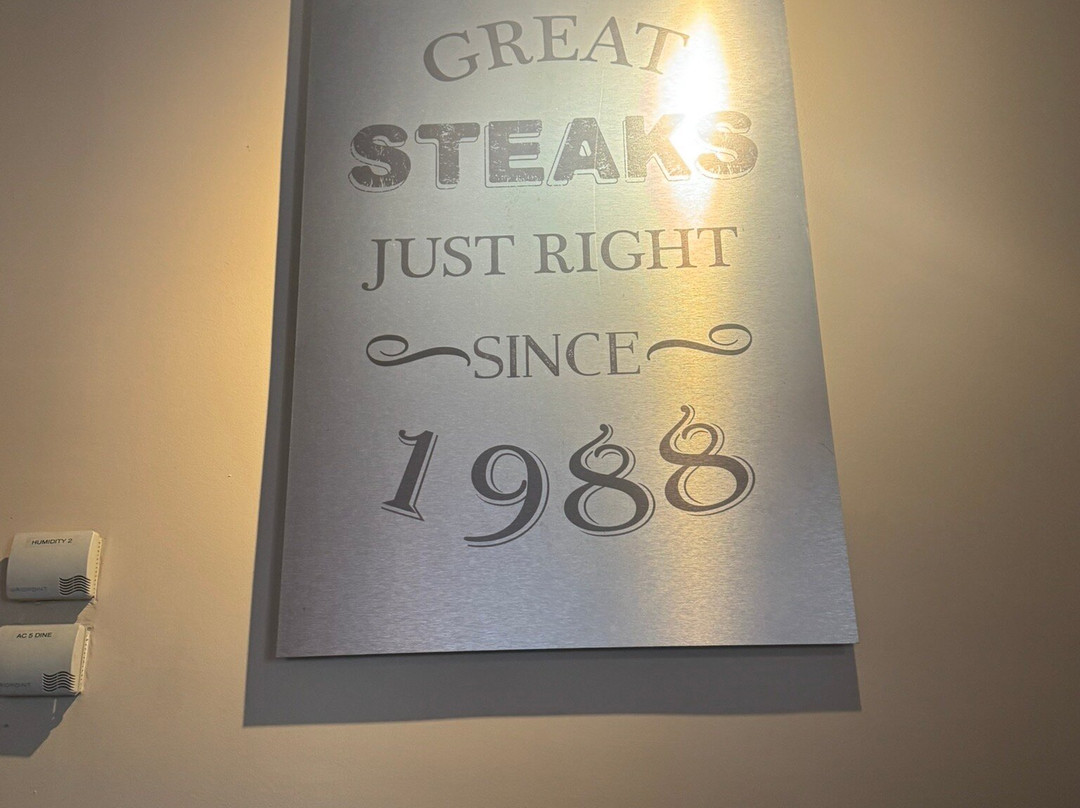 GREAT
STEAKS
JUST RIGHT
SINCE
1988
HUMIDITY 2
AC 5 DINE